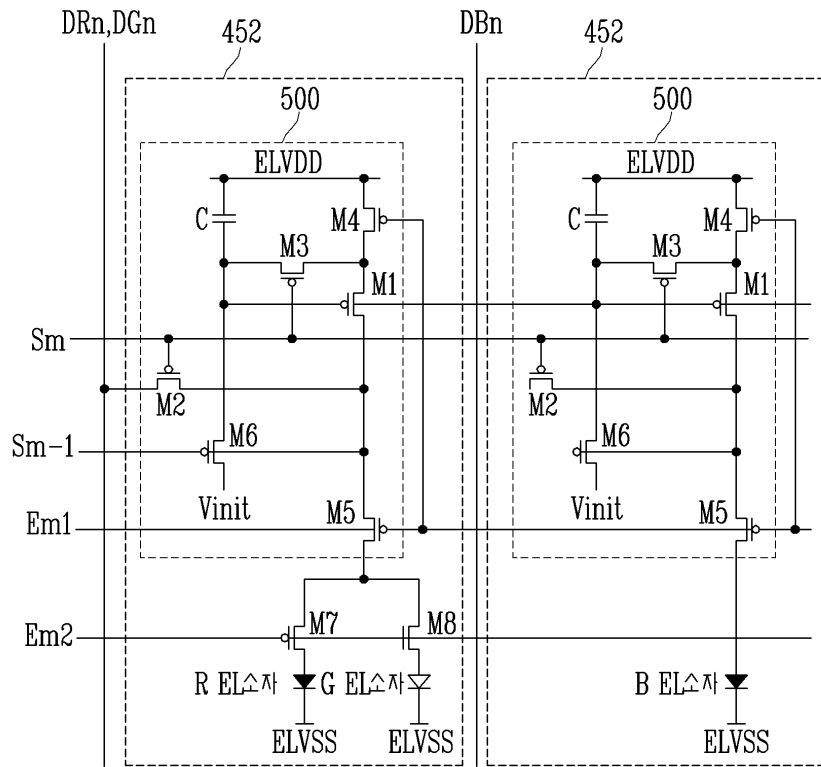 DRn,DGn
452
DBn
452
500
500
ELVDD
ELVDD
C
M4
C
M4
M3
M3
M1
M1
Sm
M2
M2
Sm-1
M6
M6
Vinit
M5
Vinit
M5
Em1
Em2
M7
M8
R EL소자
G EL소자
B EL소자
ELVSS
ELVSS
ELVSS